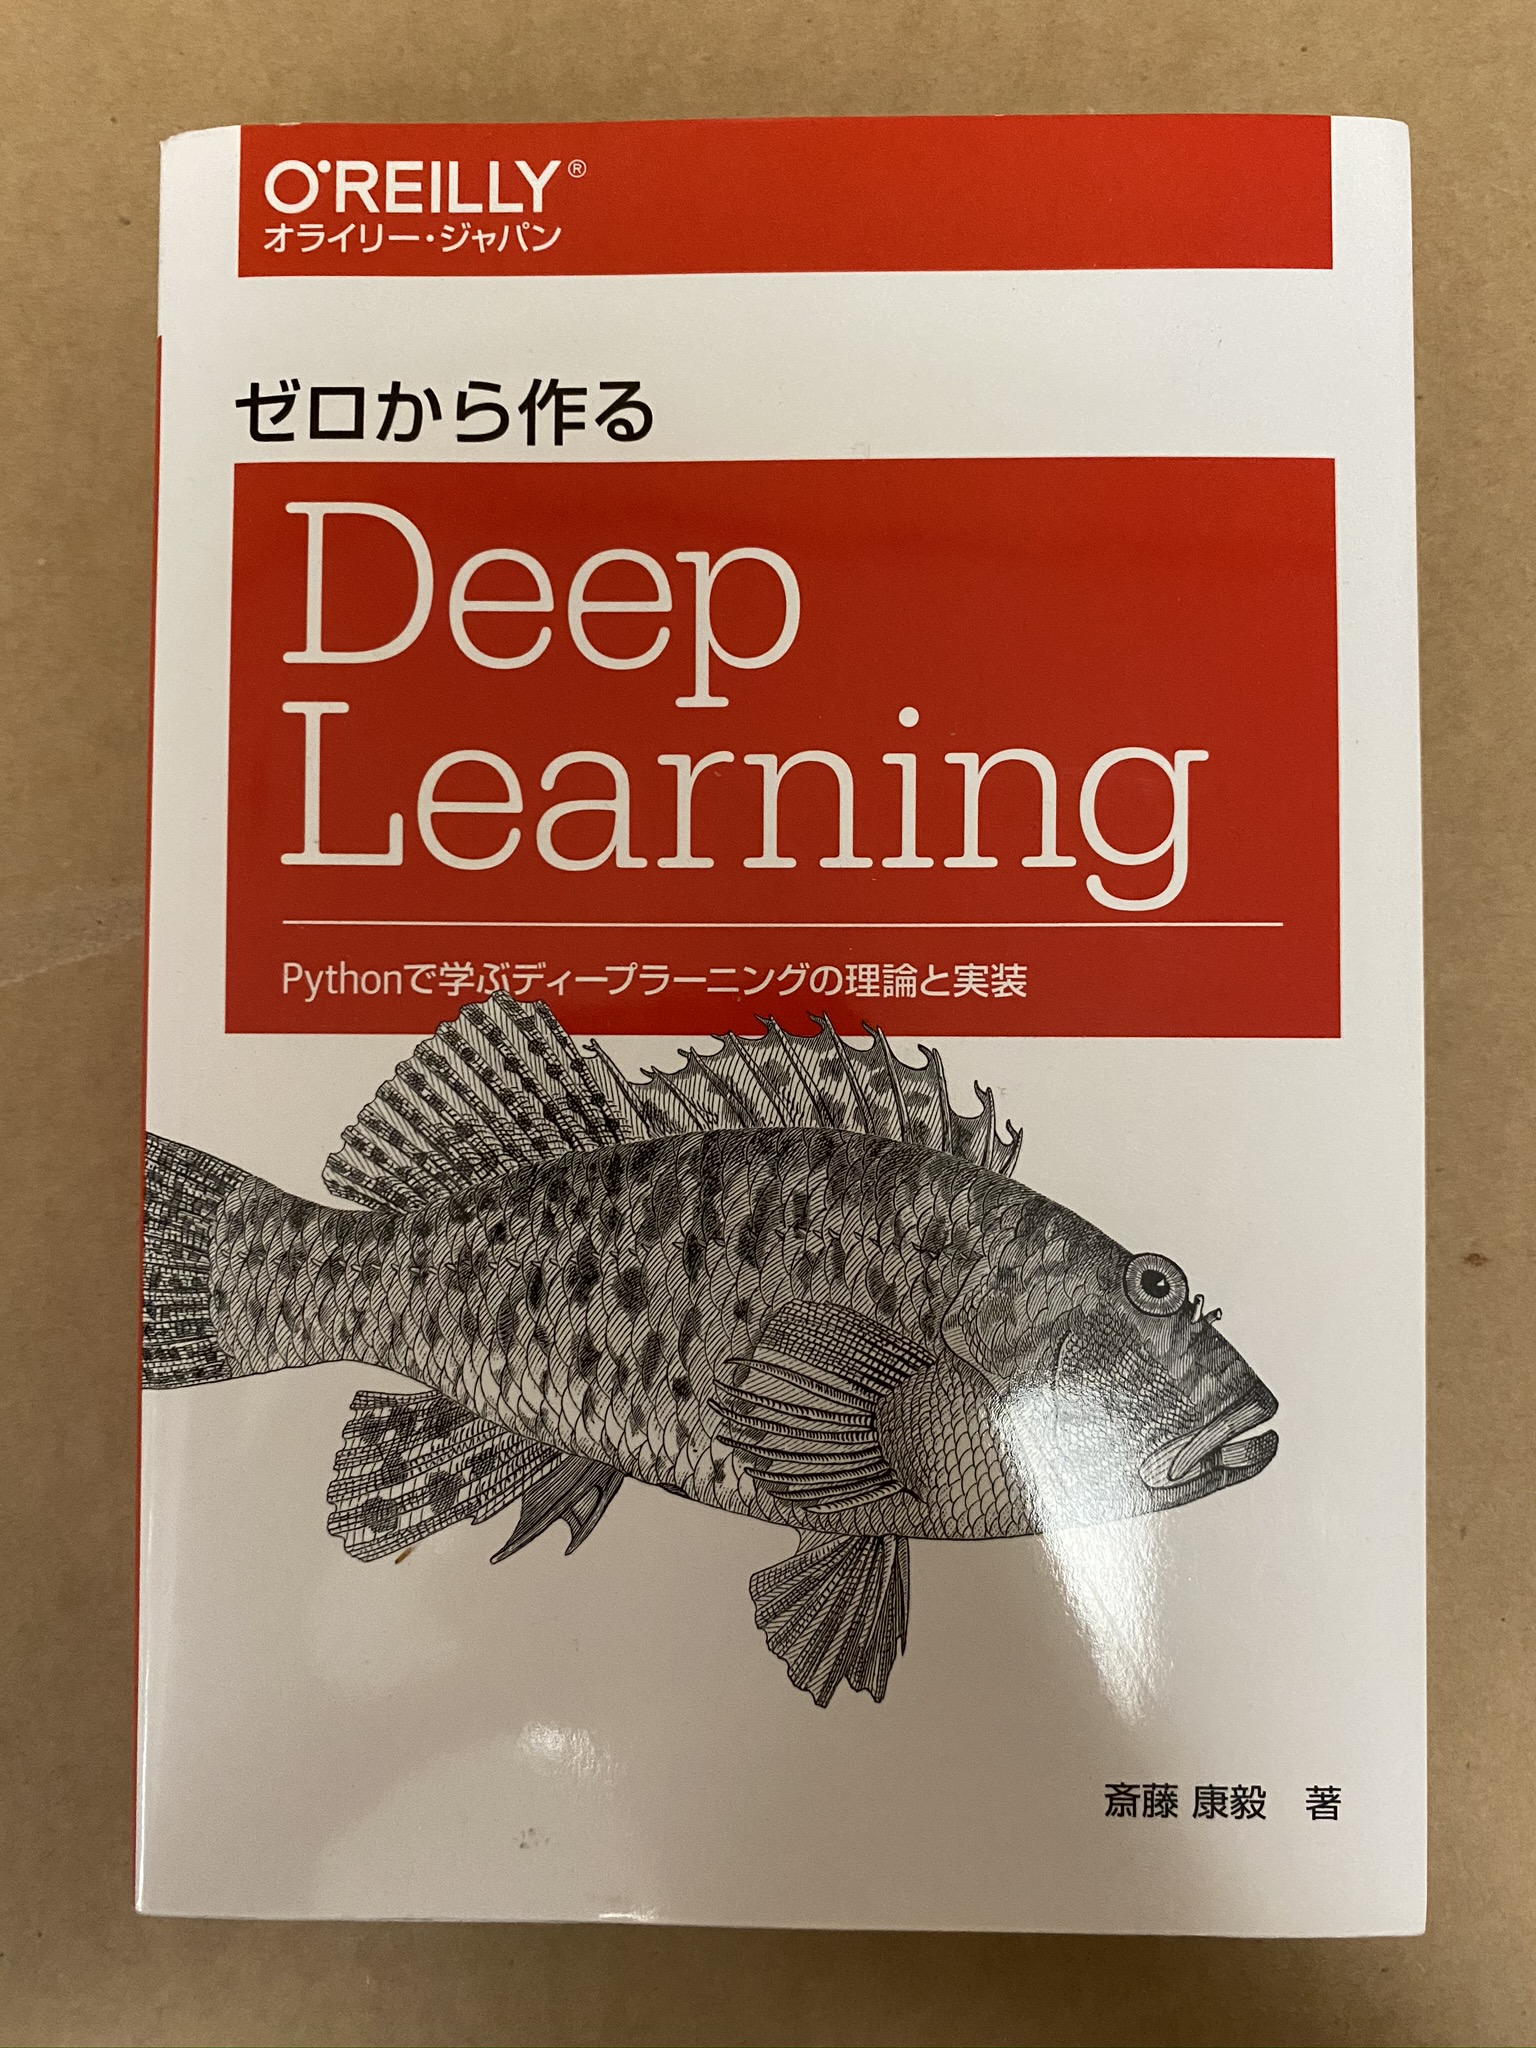 O'REILLY®
オライリー・ジャパン
ゼロから作る
Deep
Learning
Pythonで学ぶディープラーニングの理論と実装
斎藤 康毅　著